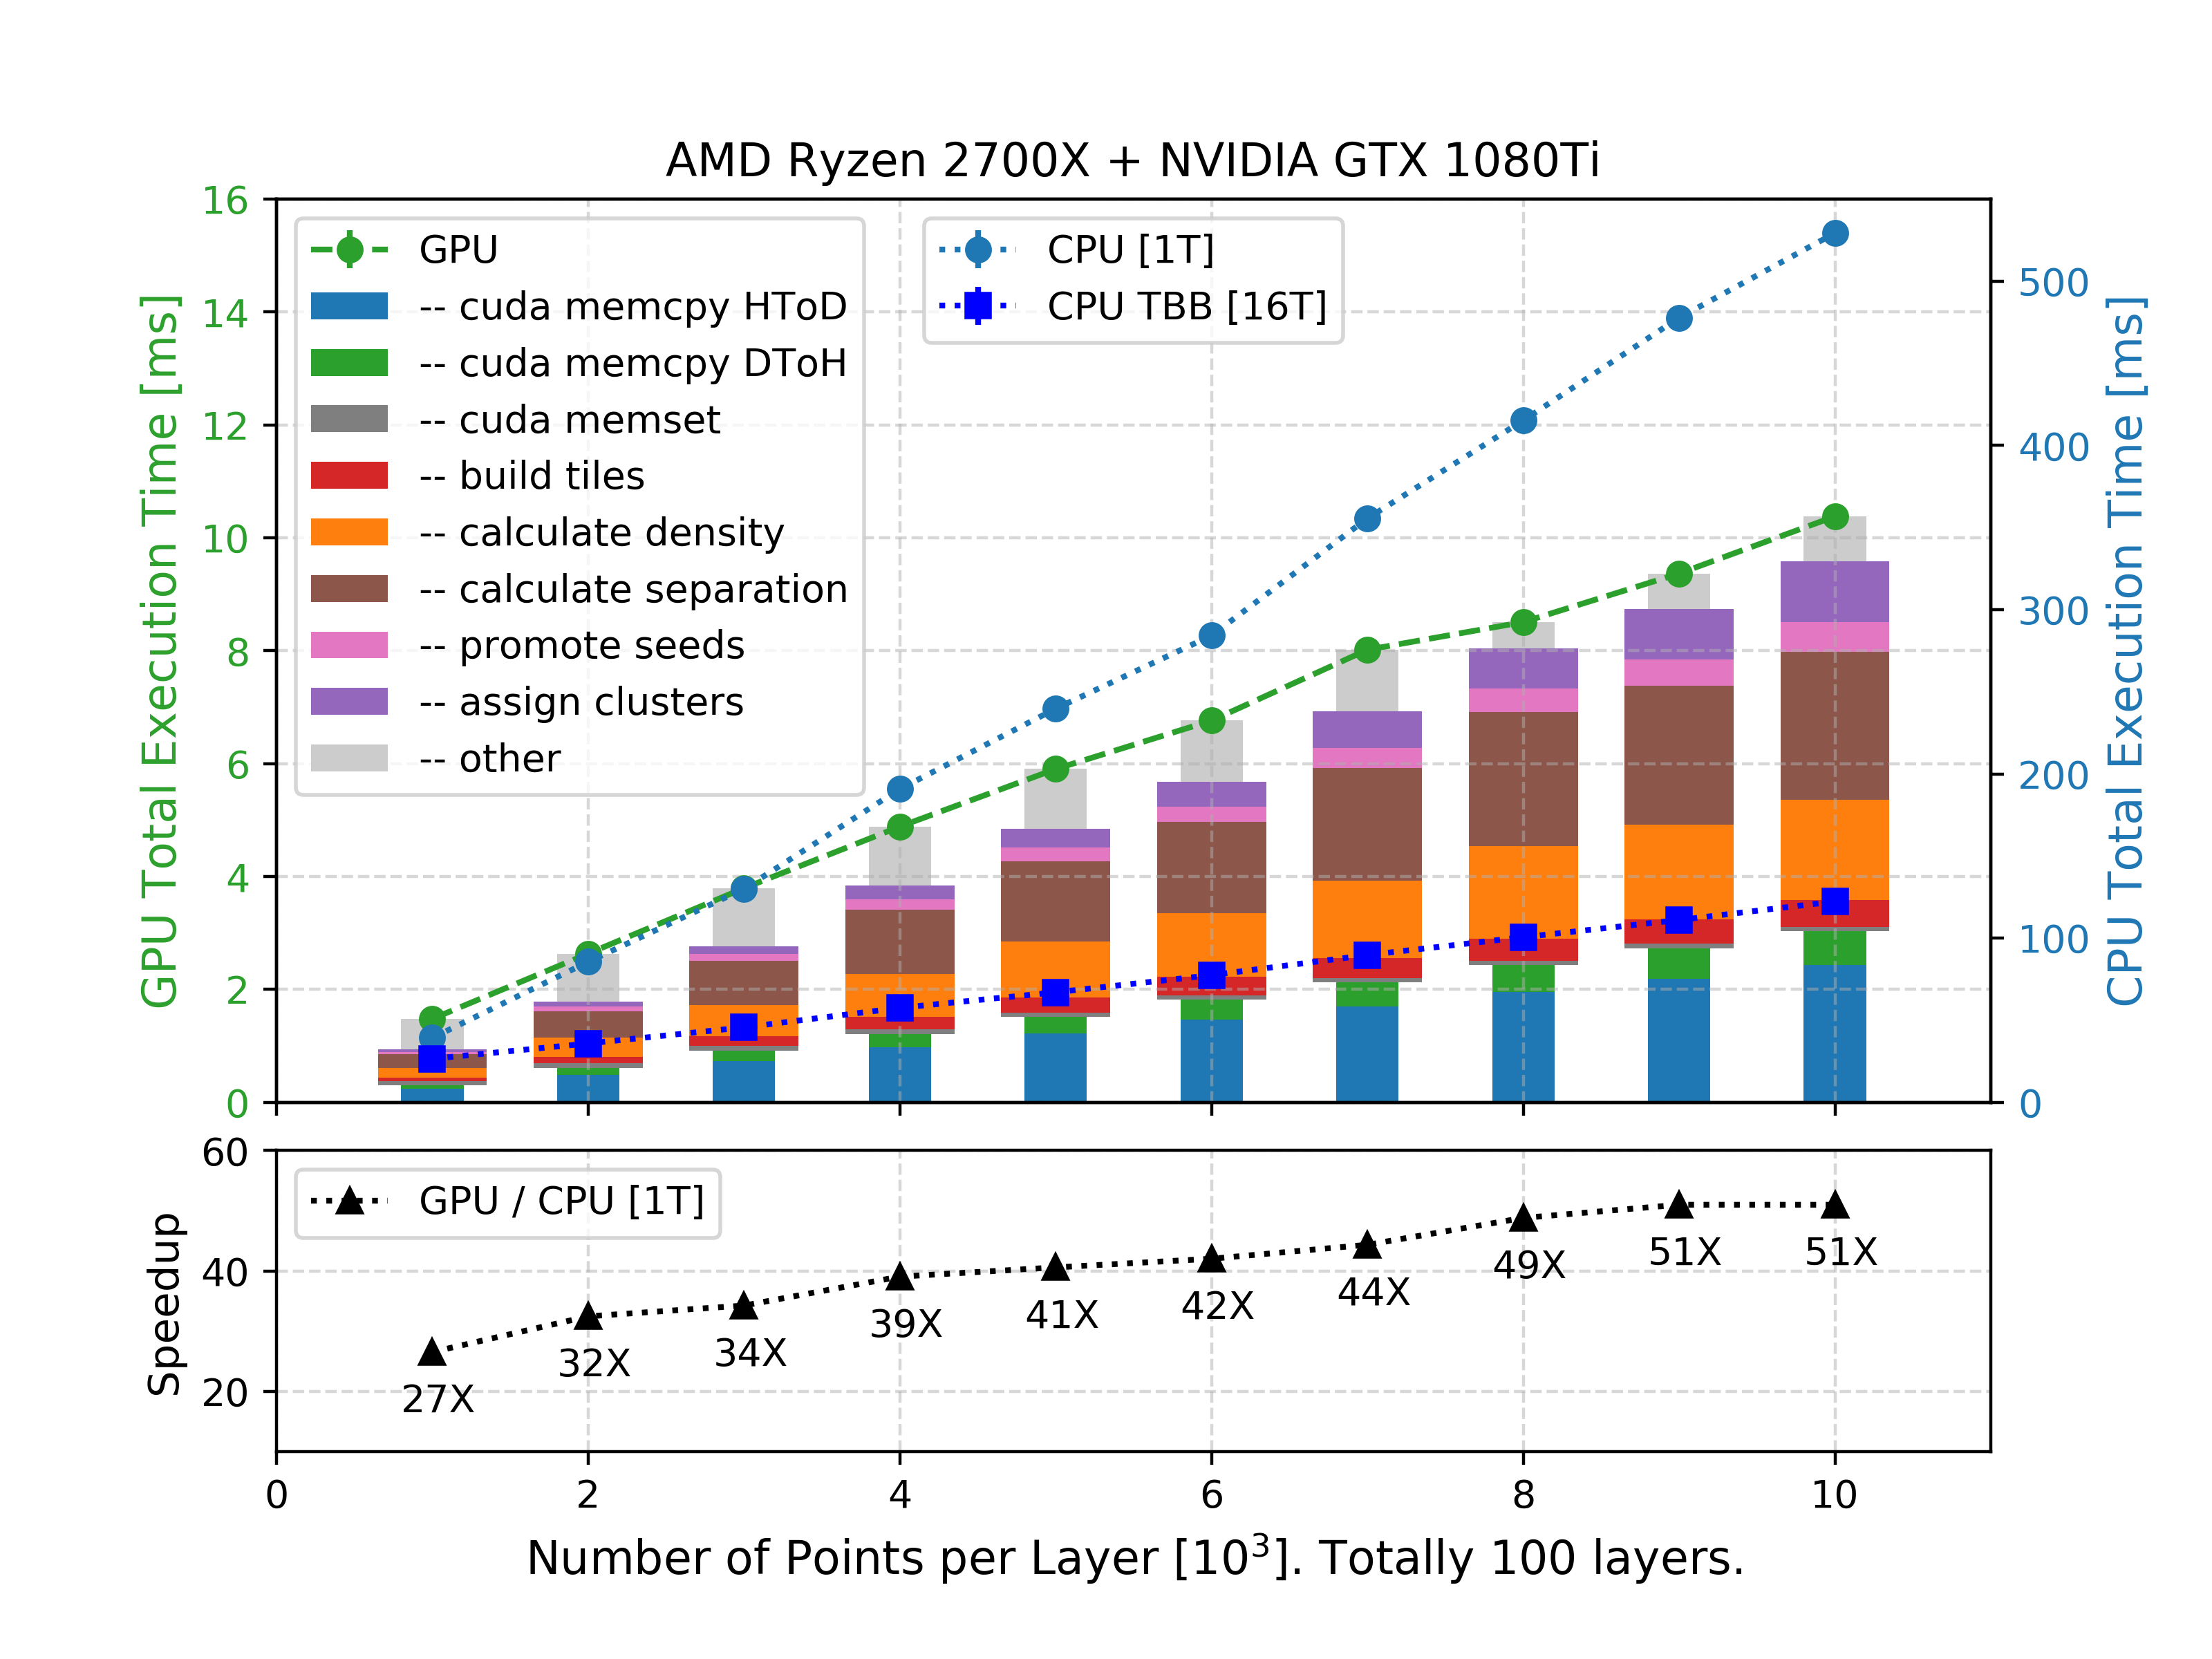 AMD Ryzen 2700X + NVIDIA GTX 1080Ti
GPU Total Execution Time [ms]
16
14
12
10
8
6
4
2
0
GPU
-- cuda memcpy HToD
-- cuda memcpy DToH
-- cuda memset
-- build tiles
-- calculate density
-- calculate separation
-- promote seeds
-- assign clusters
-- other
CPU [1T]
CPU TBB [16T]
500
400
300
200
100
0
CPU Total Execution Time [ms]
Speedup
60
40
20
GPU / CPU [1T]
27X
32X
34X
39X
41X
42X
44X
49X
51X
51X
0 2 4 6 8 10
Number of Points per Layer [10³]. Totally 100 layers.